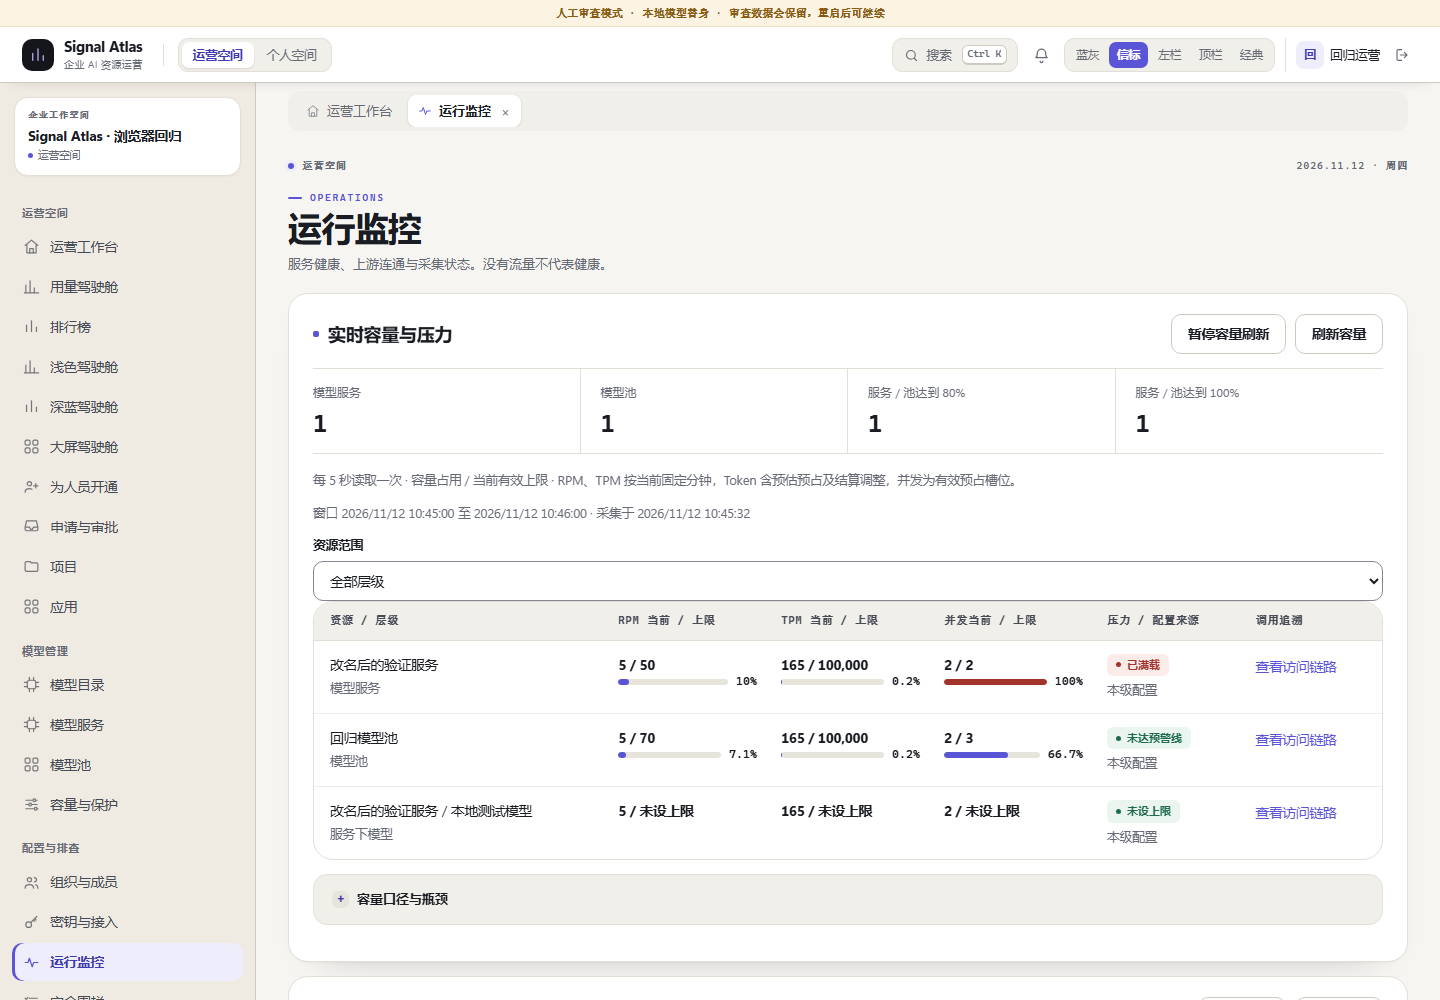 人工审查模式 · 本地模型替身 · 审查数据会保留，重启后可继续
Signal Atlas
企业 AI 资源运营
运营空间 个人空间
搜索 Ctrl K
蓝灰 信标 左栏 顶栏 经典
回 回归运营
企业工作空间
Signal Atlas · 浏览器回归
运营空间
运营空间
运营工作台
用量驾驶舱
排行榜
浅色驾驶舱
深蓝驾驶舱
大屏驾驶舱
为人员开通
申请与审批
项目
应用
模型管理
模型目录
模型服务
模型池
容量与保护
配置与排查
组织与成员
密钥与接入
运行监控
运营工作台 运行监控 ×
运营空间
2026.11.12 · 周四
OPERATIONS
运行监控
服务健康、上游连通与采集状态。没有流量不代表健康。
实时容量与压力
暂停容量刷新 刷新容量
模型服务 模型池 服务 / 池达到 80% 服务 / 池达到 100%
1 1 1 1
每 5 秒读取一次 · 容量占用 / 当前有效上限 · RPM、TPM 按当前固定分钟，Token 含预估预占及结算调整，并发为有效预占槽位。
窗口 2026/11/12 10:45:00 至 2026/11/12 10:46:00 · 采集于 2026/11/12 10:45:32
资源范围
全部层级
资源 / 层级 RPM 当前 / 上限 TPM 当前 / 上限 并发当前 / 上限 压力 / 配置来源 调用追溯
改名后的验证服务 5 / 50 165 / 100,000 2 / 2 已满载 查看访问链路
模型服务 10% 0.2% 100% 本级配置
回归模型池 5 / 70 165 / 100,000 2 / 3 未达预警线 查看访问链路
模型池 7.1% 0.2% 66.7% 本级配置
改名后的验证服务 / 本地测试模型 5 / 未设上限 165 / 未设上限 2 / 未设上限 未设上限 查看访问链路
服务下模型 本级配置
+ 容量口径与瓶颈